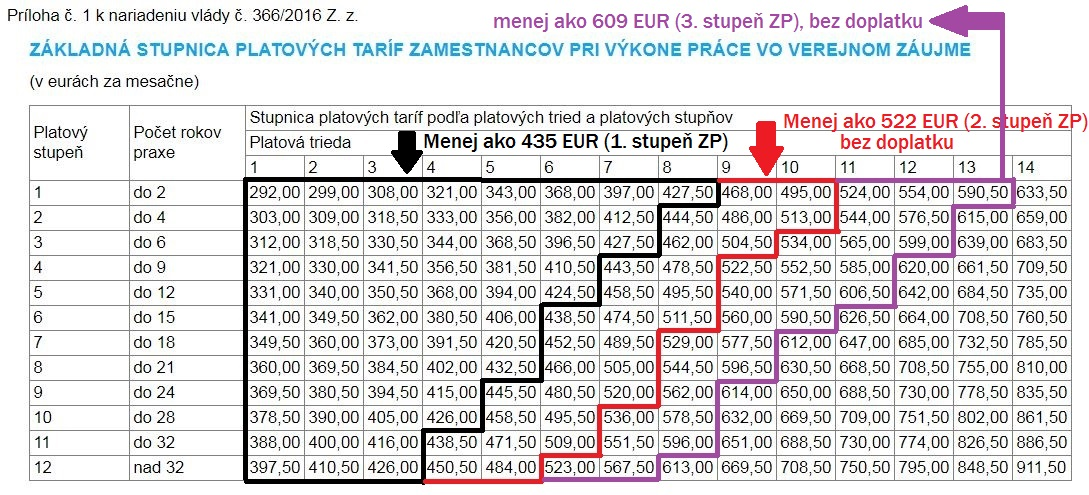 Príloha č. 1 k nariadeniu vlády č. 366/2016 Z. z.
menej ako 609 EUR (3. stupeň ZP), bez doplatku
ZÁKLADNÁ STUPNICA PLATOVÝCH TARÍF ZAMESTNANCOV PRI VÝKONE PRÁCE VO VEREJNOM ZÁUJME
(v eurách za mesačne)
Platový stupeň
Počet rokov praxe
Stupnica platových taríf podľa platových tried a platových stupňov
Platová trieda
Menej ako 435 EUR (1. stupeň ZP)
Menej ako 522 EUR (2. stupeň ZP)
bez doplatku
1 2 3 4 5 6 7 8 9 10 11 12 13 14
1 do 2 292,00 299,00 308,00 321,00 343,00 368,00 397,00 427,50 468,00 495,00 524,00 554,00 590,50 633,50
2 do 4 303,00 309,00 318,50 333,00 356,00 382,00 412,50 444,50 486,00 513,00 544,00 576,50 615,00 659,00
3 do 6 312,00 318,50 330,50 344,00 368,50 396,50 427,50 462,00 504,50 534,00 565,00 599,00 639,00 683,50
4 do 9 321,00 330,00 341,50 356,50 381,50 410,50 443,50 478,50 522,50 552,50 585,00 620,00 661,50 709,50
5 do 12 331,00 340,00 350,50 368,00 394,00 424,50 458,50 495,50 540,00 571,50 606,50 642,00 684,50 735,00
6 do 15 341,00 349,50 362,00 380,50 406,00 438,50 474,50 511,50 560,00 590,50 626,50 664,00 708,50 760,50
7 do 18 349,50 360,00 373,00 391,50 420,50 452,50 489,50 529,00 577,50 612,00 647,00 685,00 732,50 785,50
8 do 21 360,00 369,50 384,50 402,00 432,50 466,00 505,00 544,50 596,50 630,50 668,50 708,50 755,00 810,00
9 do 24 369,50 380,50 394,50 415,00 445,50 480,50 520,00 562,00 614,00 650,00 688,50 730,00 778,50 835,50
10 do 28 378,50 390,00 405,00 426,00 458,50 495,50 536,00 578,50 632,00 669,50 709,00 751,50 802,00 861,50
11 do 32 388,00 400,00 416,00 438,50 471,50 509,00 551,50 596,00 651,00 688,50 730,00 774,00 826,50 886,50
12 nad 32 397,50 410,50 426,00 450,50 484,00 523,00 567,50 613,00 669,50 708,50 750,50 795,00 848,50 911,50